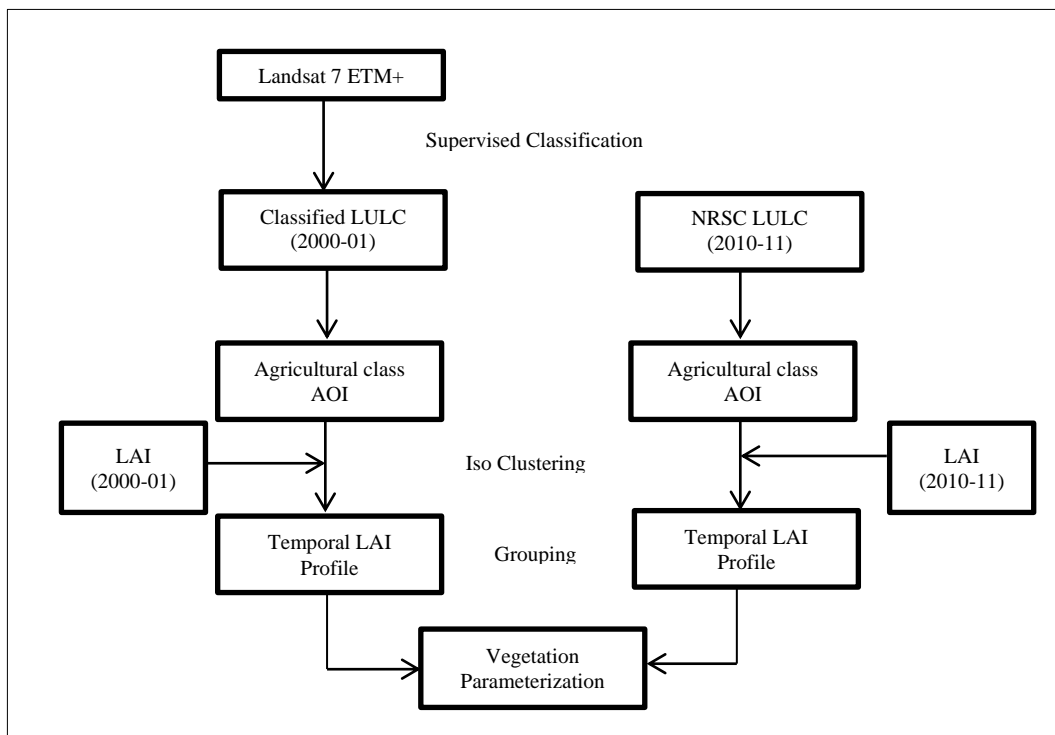 Landsat 7 ETM+
Supervised Classification
Classified LULC
(2000-01)
NRSC LULC
(2010-11)
Agricultural class
AOI
Agricultural class
AOI
LAI
(2000-01)
Iso Clustering
LAI
(2010-11)
Temporal LAI
Profile
Grouping
Temporal LAI
Profile
Vegetation
Parameterization